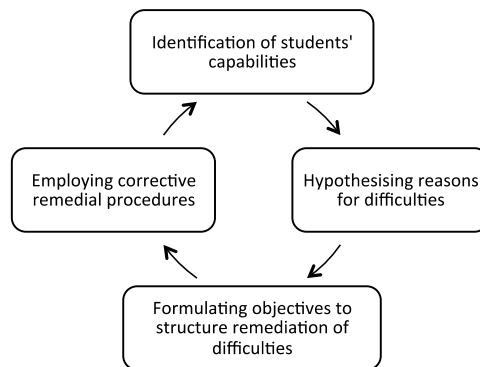 Identification of students'
capabilities
Hypothesising reasons
for difficulties
Formulating objectives to
structure remediation of
difficulties
Employing corrective
remedial procedures